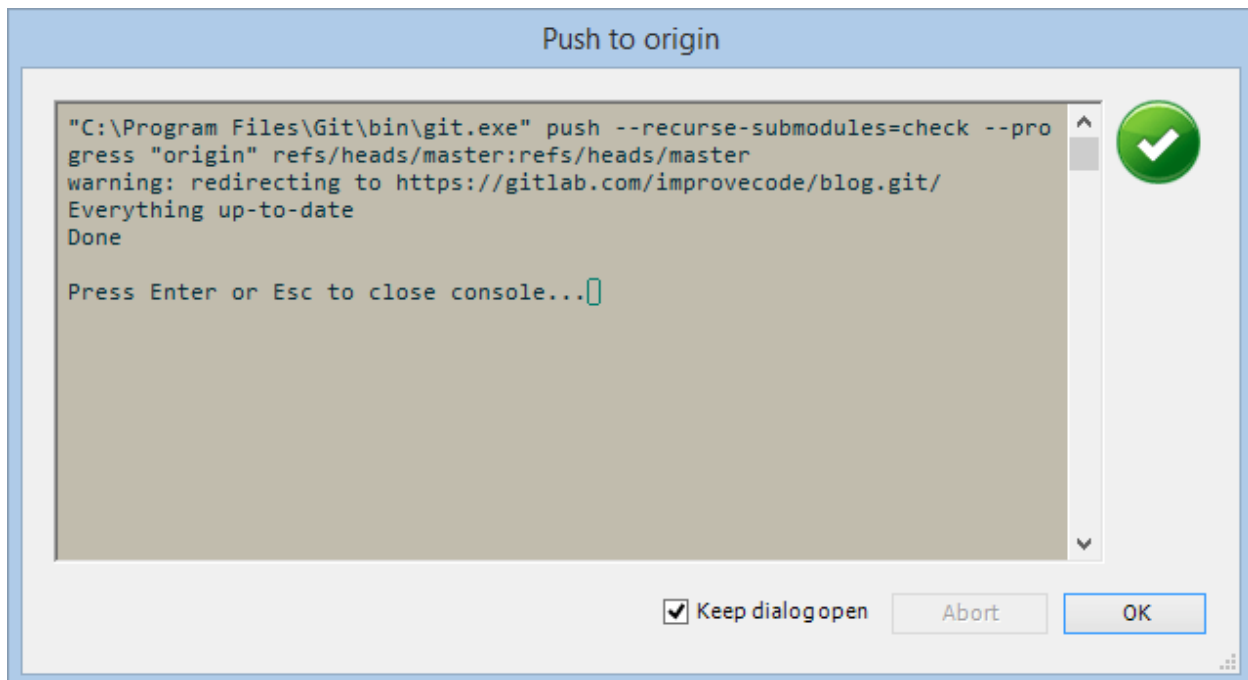 Push to origin
"C:\Program Files\Git\bin\git.exe" push --recurse-submodules=check --pro
gress "origin" refs/heads/master:refs/heads/master
warning: redirecting to https://gitlab.com/improvecode/blog.git/
Everything up-to-date
Done
Press Enter or Esc to close console...
Keep dialog open
Abort
OK